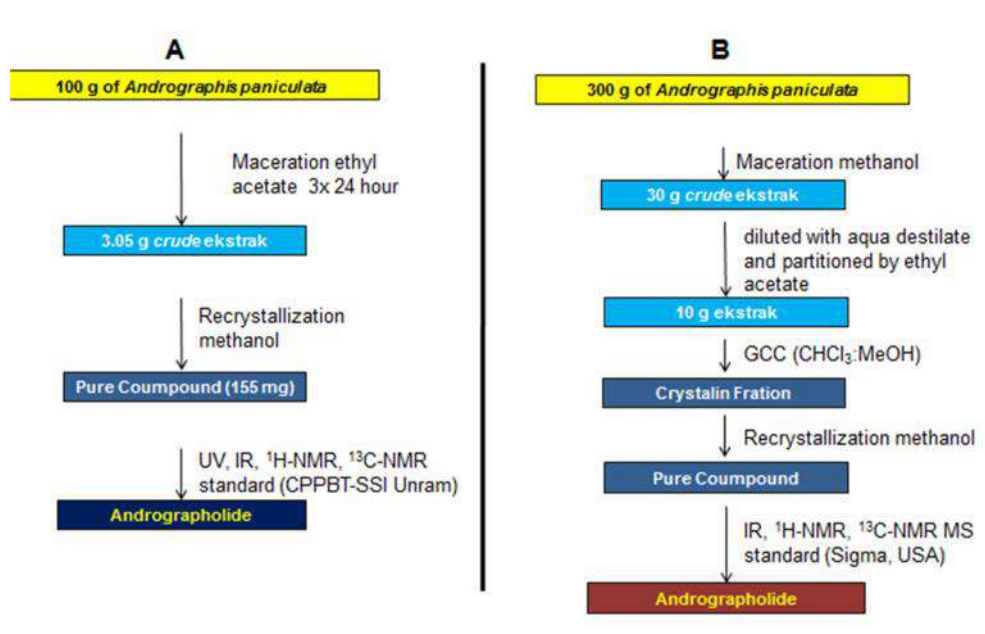 A
100 g of Andrographis paniculata
Maceration ethyl
acetate 3x 24 hour
3.05 g crude ekstrak
Recrystallization
methanol
Pure Coumpound (155 mg)
UV, IR, ¹H-NMR, ¹³C-NMR
standard (CPPBT-SSI Unram)
Andrographolide
B
300 g of Andrographis paniculata
Maceration methanol
30 g crude ekstrak
diluted with aqua destilate
and partitioned by ethyl
acetate
10 g ekstrak
GCC (CHCl₃:MeOH)
Crystalin Fration
Recrystallization methanol
Pure Coumpound
IR, ¹H-NMR, ¹³C-NMR MS
standard (Sigma, USA)
Andrographolide